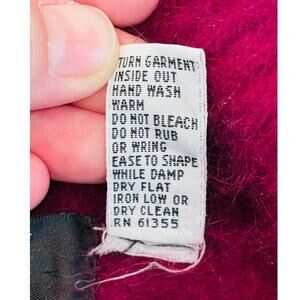 TURN GARMENT
INSIDE OUT
HAND WASH
WARM
DO NOT BLEACH
DO NOT RUB
OR WRING
EASE TO SHAPE
WHILE DAMP
DRY FLAT
IRON LOW OR
DRY CLEAN
RN 61355